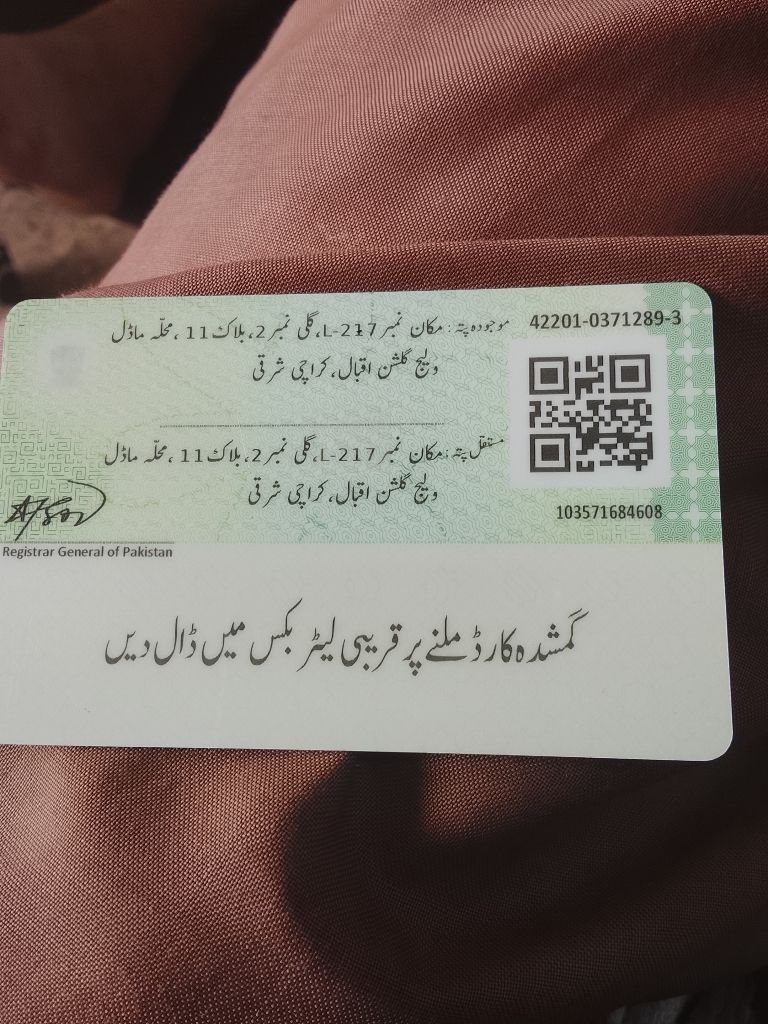 42201-0371289-3
موجودہ پتہ: مکان نمبر L-217، گلی نمبر 2، بلاک 11، محلّہ ماڈل
ولیج گلشن اقبال، کراچی شرقی
مستقل پتہ: مکان نمبر L-217، گلی نمبر 2، بلاک 11، محلّہ ماڈل
ولیج گلشن اقبال، کراچی شرقی
103571684608
Registrar General of Pakistan
گمشدہ کارڈ ملنے پر قریبی لیٹر بکس میں ڈال دیں